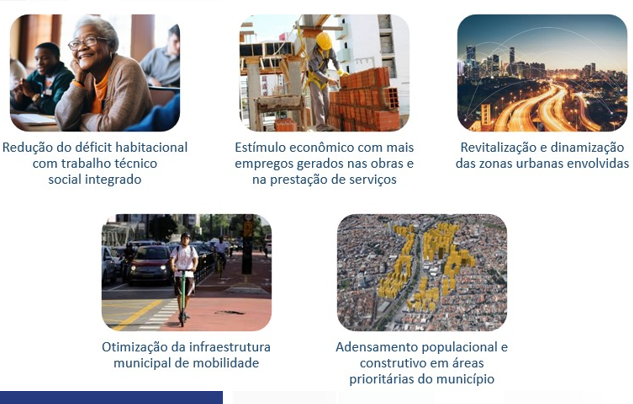 Redução do déficit habitacional
com trabalho técnico
social integrado
Estímulo econômico com mais
empregos gerados nas obras e
na prestação de serviços
Revitalização e dinamização
das zonas urbanas envolvidas
Otimização da infraestrutura
municipal de mobilidade
Adensamento populacional e
construtivo em áreas
prioritárias do município